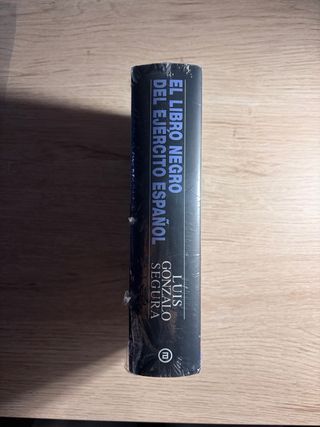 EL LIBRO NEGRO
DEL EJÉRCITO ESPAÑOL
LUIS
GONZALO
SEGURA